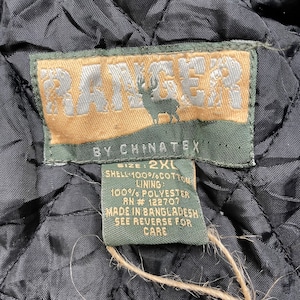 RANGER
BY CHINATEX
SIZE: 2XL
SHELL:100%COTTON
LINING:
100% POLYESTER
RN # 122707
MADE IN BANGLADESH
SEE REVERSE FOR
CARE